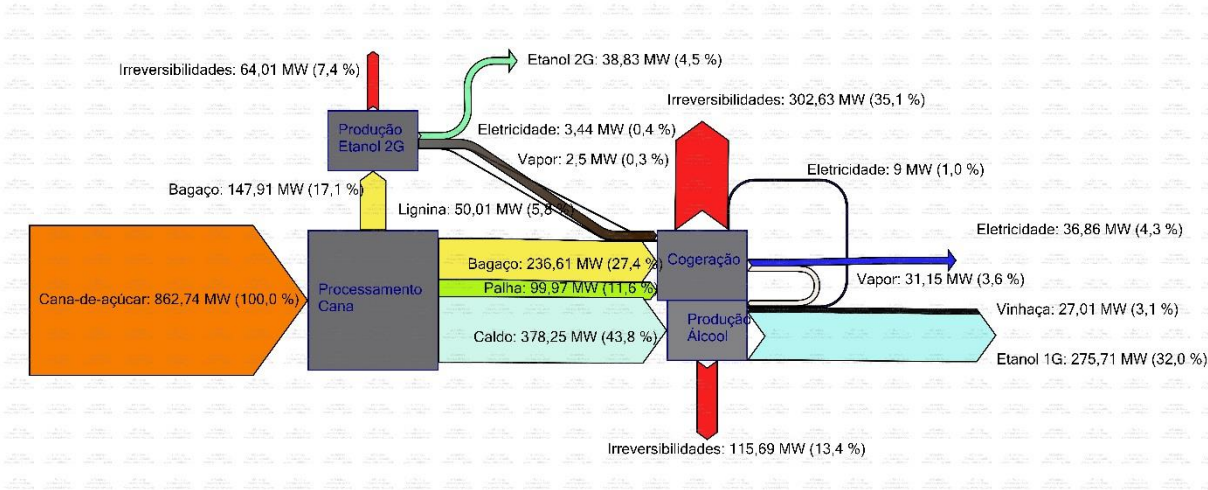 Irreversibilidades: 64,01 MW (7,4 %)
Etanol 2G: 38,83 MW (4,5 %)
Irreversibilidades: 302,63 MW (35,1 %)
Produção
Etanol 2G
Eletricidade: 3,44 MW (0,4 %)
Vapor: 2,5 MW (0,3 %)
Eletricidade: 9 MW (1,0 %)
Bagaço: 147,91 MW (17,1 %)
Lignina: 50,01 MW (5,8 %)
Eletricidade: 36,86 MW (4,3 %)
Cogeração
Bagaço: 236,61 MW (27,4 %)
Vapor: 31,15 MW (3,6 %)
Processamento
Cana
Palha: 99,97 MW (11,6 %)
Cana-de-açúcar: 862,74 MW (100,0 %)
Vinhaça: 27,01 MW (3,1 %)
Produção
Álcool
Caldo: 378,25 MW (43,8 %)
Etanol 1G: 275,71 MW (32,0 %)
Irreversibilidades: 115,69 MW (13,4 %)